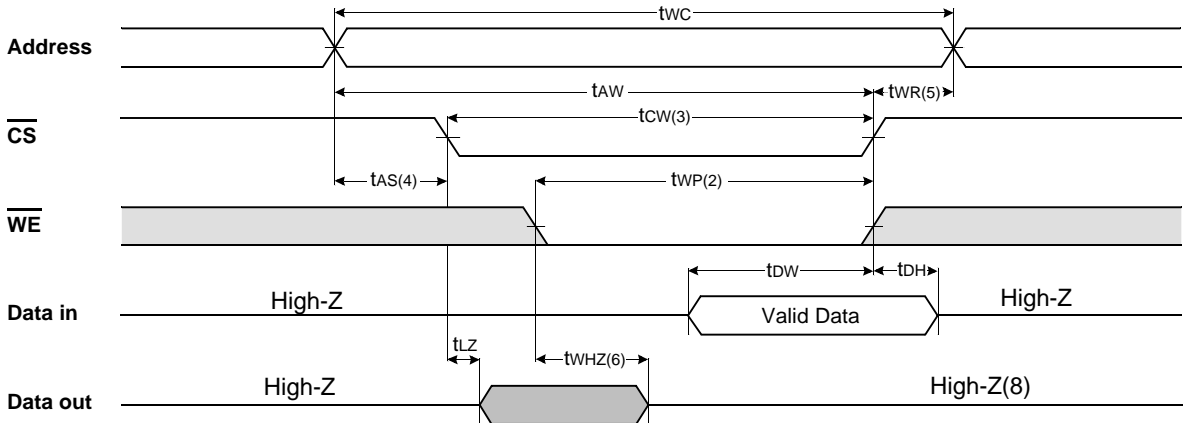 tWC
Address
tAW
tWR(5)
CS
tCW(3)
tAS(4)
tWP(2)
WE
tDW
tDH
Data in
High-Z
Valid Data
High-Z
tLZ
tWHZ(6)
Data out
High-Z
High-Z(8)